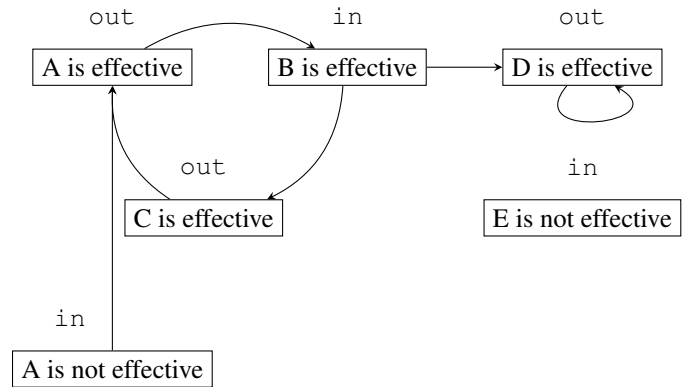 out in out
A is effective B is effective D is effective
out in
C is effective E is not effective
in
A is not effective